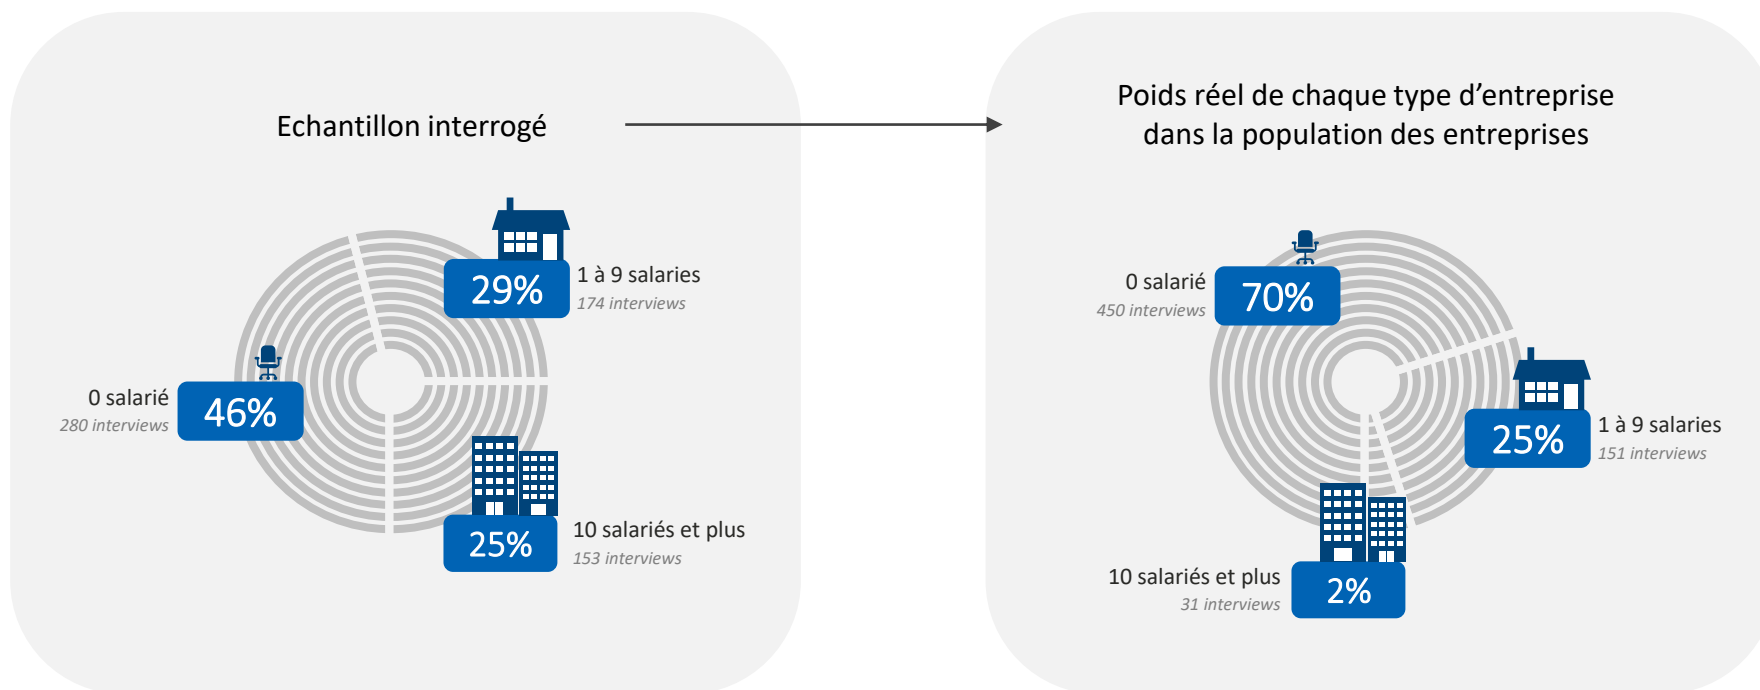 Echantillon interrogé
29%
1 à 9 salaries
174 interviews
0 salarié
280 interviews
46%
25%
10 salariés et plus
153 interviews
Poids réel de chaque type d’entreprise
dans la population des entreprises
0 salarié
450 interviews
70%
25%
1 à 9 salaries
151 interviews
10 salariés et plus
31 interviews
2%